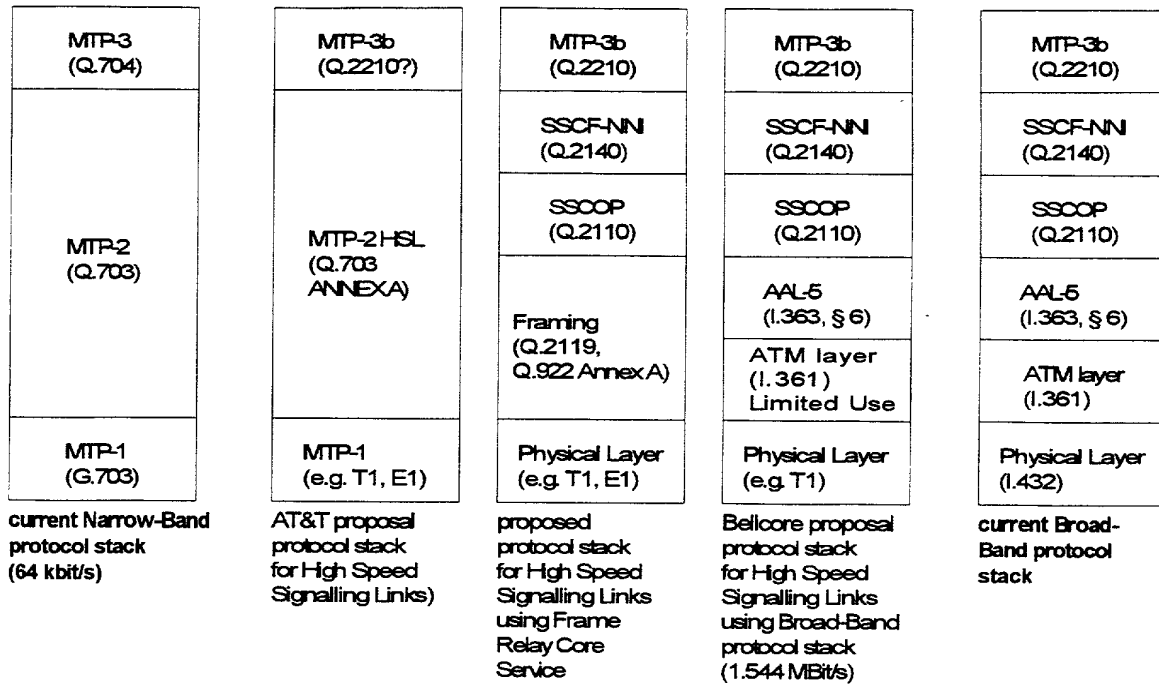 MTP-3
(Q.704)
MTP-2
(Q.703)
MTP-1
(G.703)
current Narrow-Band
protocol stack
(64 kbit/s)
MTP-3b
(Q.2210?)
MTP-2 HSL
(Q.703
ANNEX A)
MTP-1
(e.g. T1, E1)
AT&T proposal
protocol stack
for High Speed
Signalling Links)
MTP-3b
(Q.2210)
SSCF-NNI
(Q.2140)
SSCOP
(Q.2110)
Framing
(Q.2119,
Q.922 Annex A)
Physical Layer
(e.g. T1, E1)
proposed
protocol stack
for High Speed
Signalling Links
using Frame
Relay Core
Service
MTP-3b
(Q.2210)
SSCF-NNI
(Q.2140)
SSCOP
(Q.2110)
AAL-5
(I.363, § 6)
ATM layer
(I.361)
Limited Use
Physical Layer
(e.g. T1)
Bellcore proposal
protocol stack
for High Speed
Signalling Links
using Broad-Band
protocol stack
(1.544 MBit/s)
MTP-3b
(Q.2210)
SSCF-NNI
(Q.2140)
SSCOP
(Q.2110)
AAL-5
(I.363, § 6)
ATM layer
(I.361)
Physical Layer
(I.432)
current Broad-
Band protocol
stack